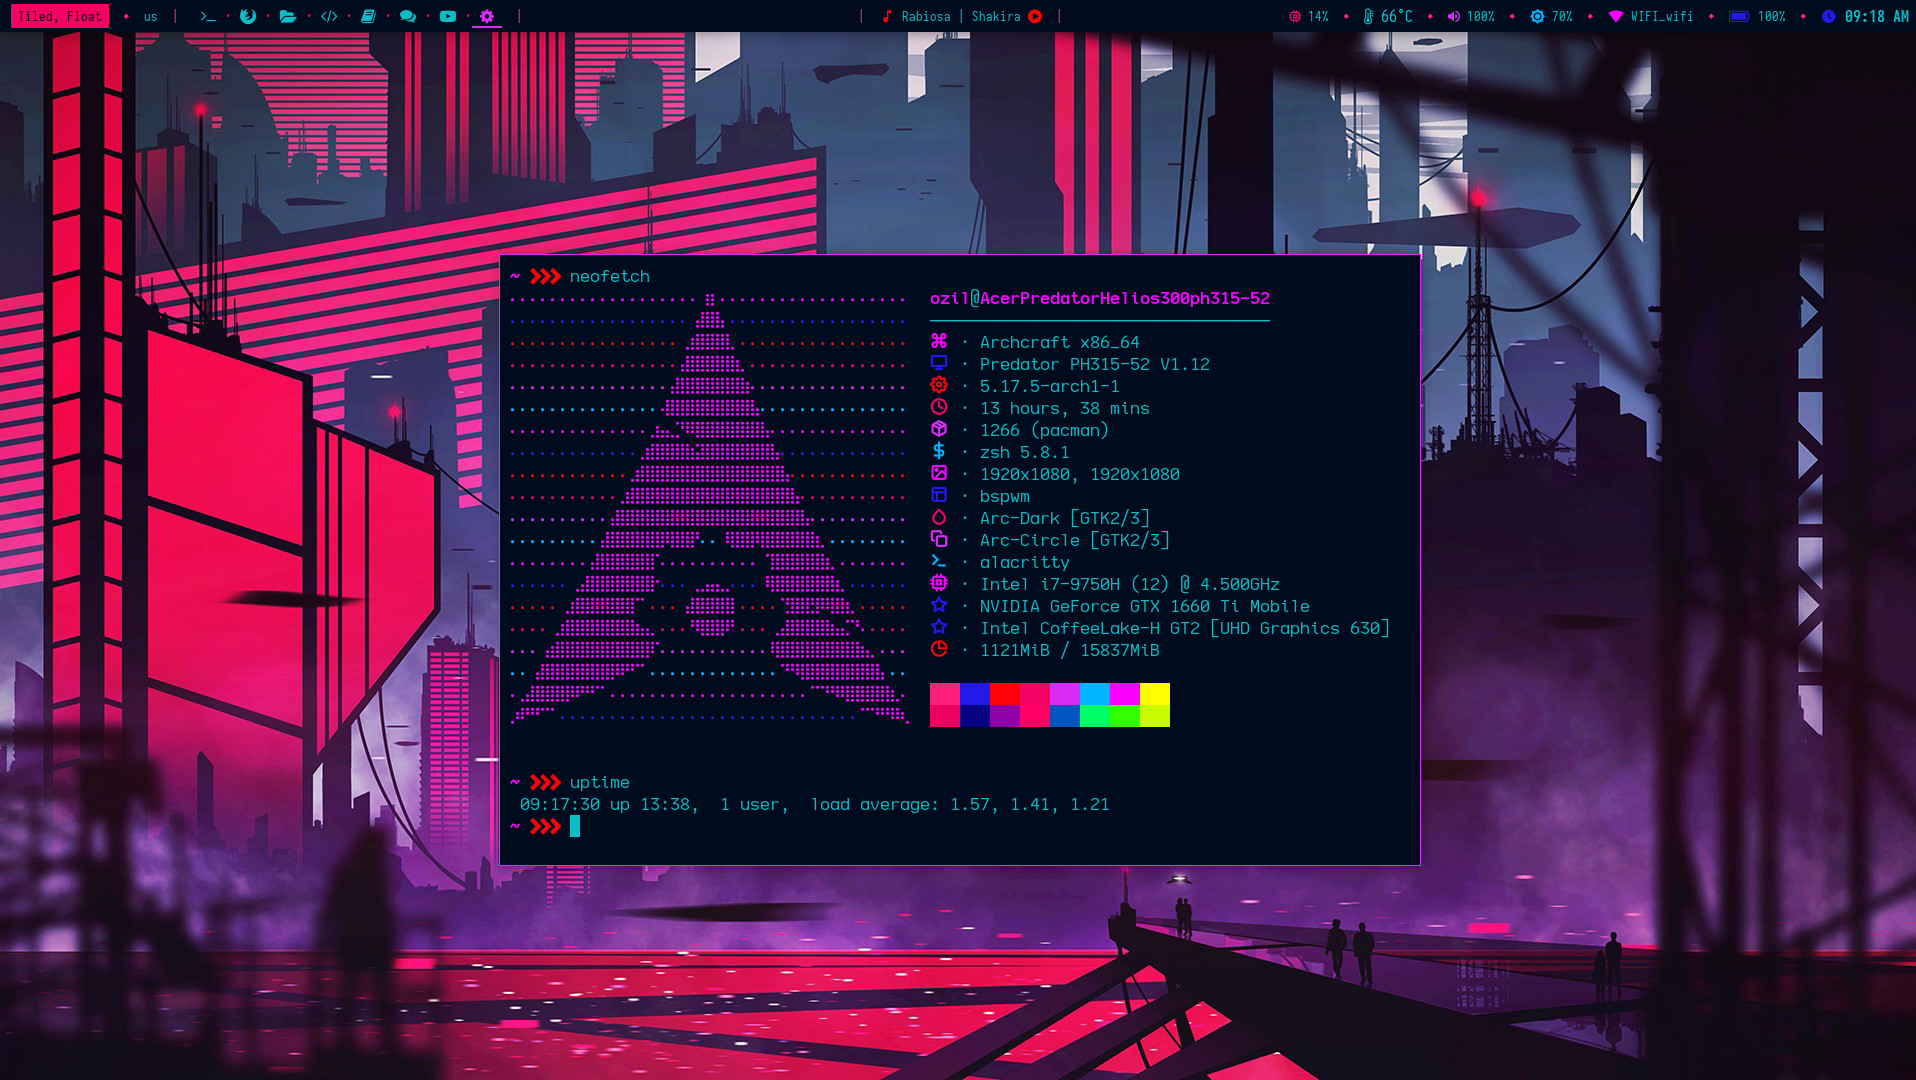 Tiled, Float us | Rabiosa | Shakira 14% 66°C 100% 70% WIFI_wifi 100% 09:18 AM
~ neofetch
ozil@AcerPredatorHelios300ph315-52
· Archcraft x86_64
· Predator PH315-52 V1.12
· 5.17.5-arch1-1
· 13 hours, 38 mins
· 1266 (pacman)
· zsh 5.8.1
· 1920x1080, 1920x1080
· bspwm
· Arc-Dark [GTK2/3]
· Arc-Circle [GTK2/3]
· alacritty
· Intel i7-9750H (12) @ 4.500GHz
· NVIDIA GeForce GTX 1660 Ti Mobile
· Intel CoffeeLake-H GT2 [UHD Graphics 630]
· 1121MiB / 15837MiB
~ uptime
09:17:30 up 13:38,  1 user,  load average: 1.57, 1.41, 1.21
~